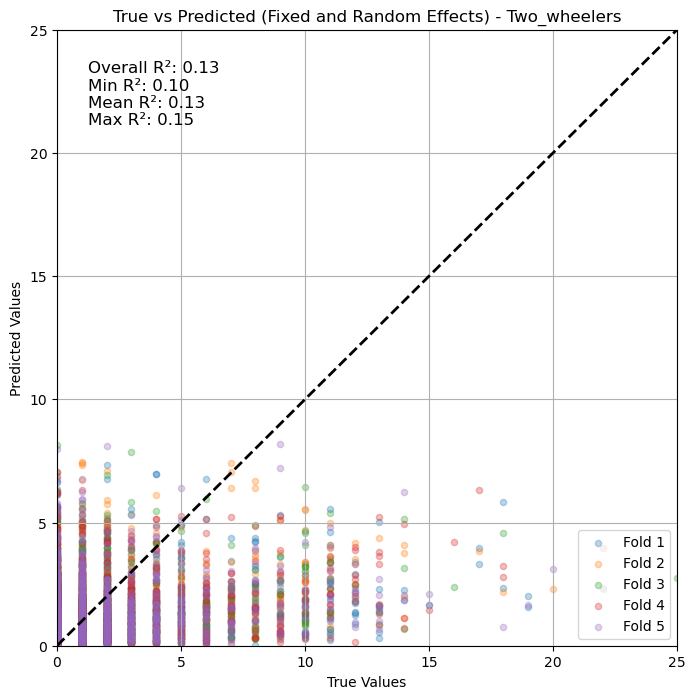 True vs Predicted (Fixed and Random Effects) - Two_wheelers
Overall R²: 0.13
Min R²: 0.10
Mean R²: 0.13
Max R²: 0.15
25
20
15
10
5
0
Predicted Values
Fold 1
Fold 2
Fold 3
Fold 4
Fold 5
0 5 10 15 20 25
True Values